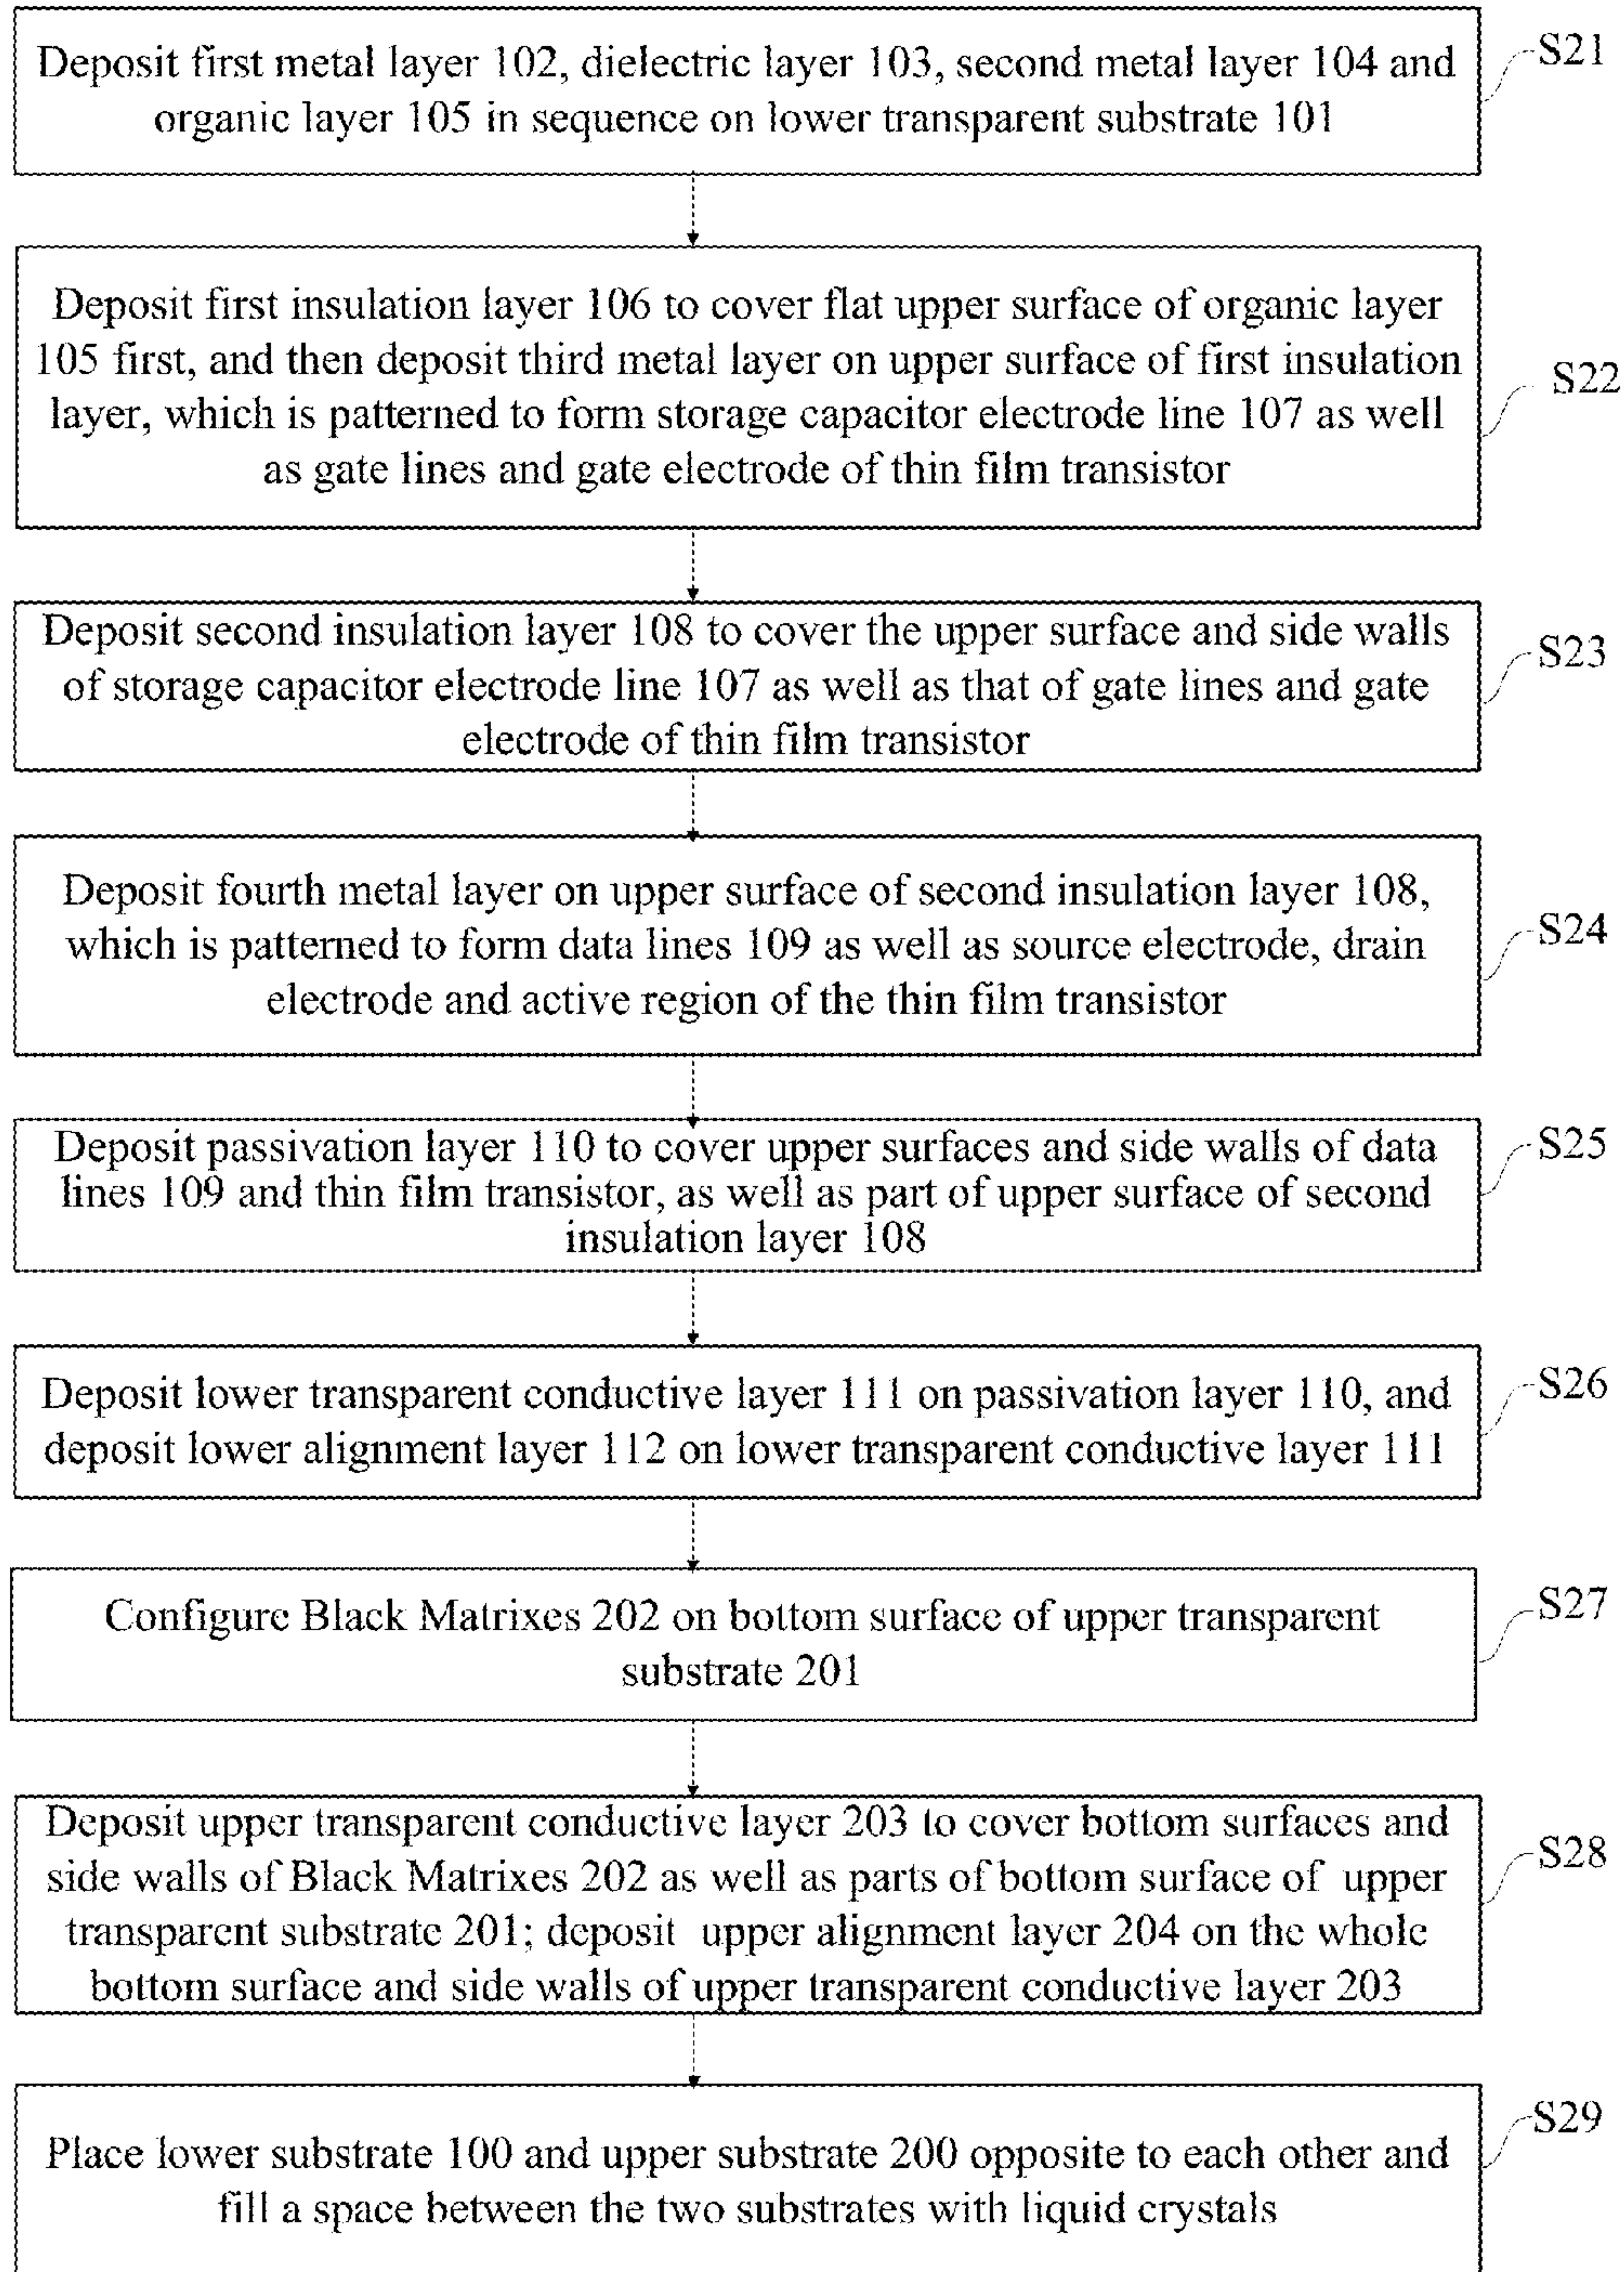 Deposit first metal layer 102, dielectric layer 103, second metal layer 104 and
organic layer 105 in sequence on lower transparent substrate 101
S21
Deposit first insulation layer 106 to cover flat upper surface of organic layer
105 first, and then deposit third metal layer on upper surface of first insulation
layer, which is patterned to form storage capacitor electrode line 107 as well
as gate lines and gate electrode of thin film transistor
S22
Deposit second insulation layer 108 to cover the upper surface and side walls
of storage capacitor electrode line 107 as well as that of gate lines and gate
electrode of thin film transistor
S23
Deposit fourth metal layer on upper surface of second insulation layer 108,
which is patterned to form data lines 109 as well as source electrode, drain
electrode and active region of the thin film transistor
S24
Deposit passivation layer 110 to cover upper surfaces and side walls of data
lines 109 and thin film transistor, as well as part of upper surface of second
insulation layer 108
S25
Deposit lower transparent conductive layer 111 on passivation layer 110, and
deposit lower alignment layer 112 on lower transparent conductive layer 111
S26
Configure Black Matrixes 202 on bottom surface of upper transparent
substrate 201
S27
Deposit upper transparent conductive layer 203 to cover bottom surfaces and
side walls of Black Matrixes 202 as well as parts of bottom surface of upper
transparent substrate 201; deposit upper alignment layer 204 on the whole
bottom surface and side walls of upper transparent conductive layer 203
S28
Place lower substrate 100 and upper substrate 200 opposite to each other and
fill a space between the two substrates with liquid crystals
S29